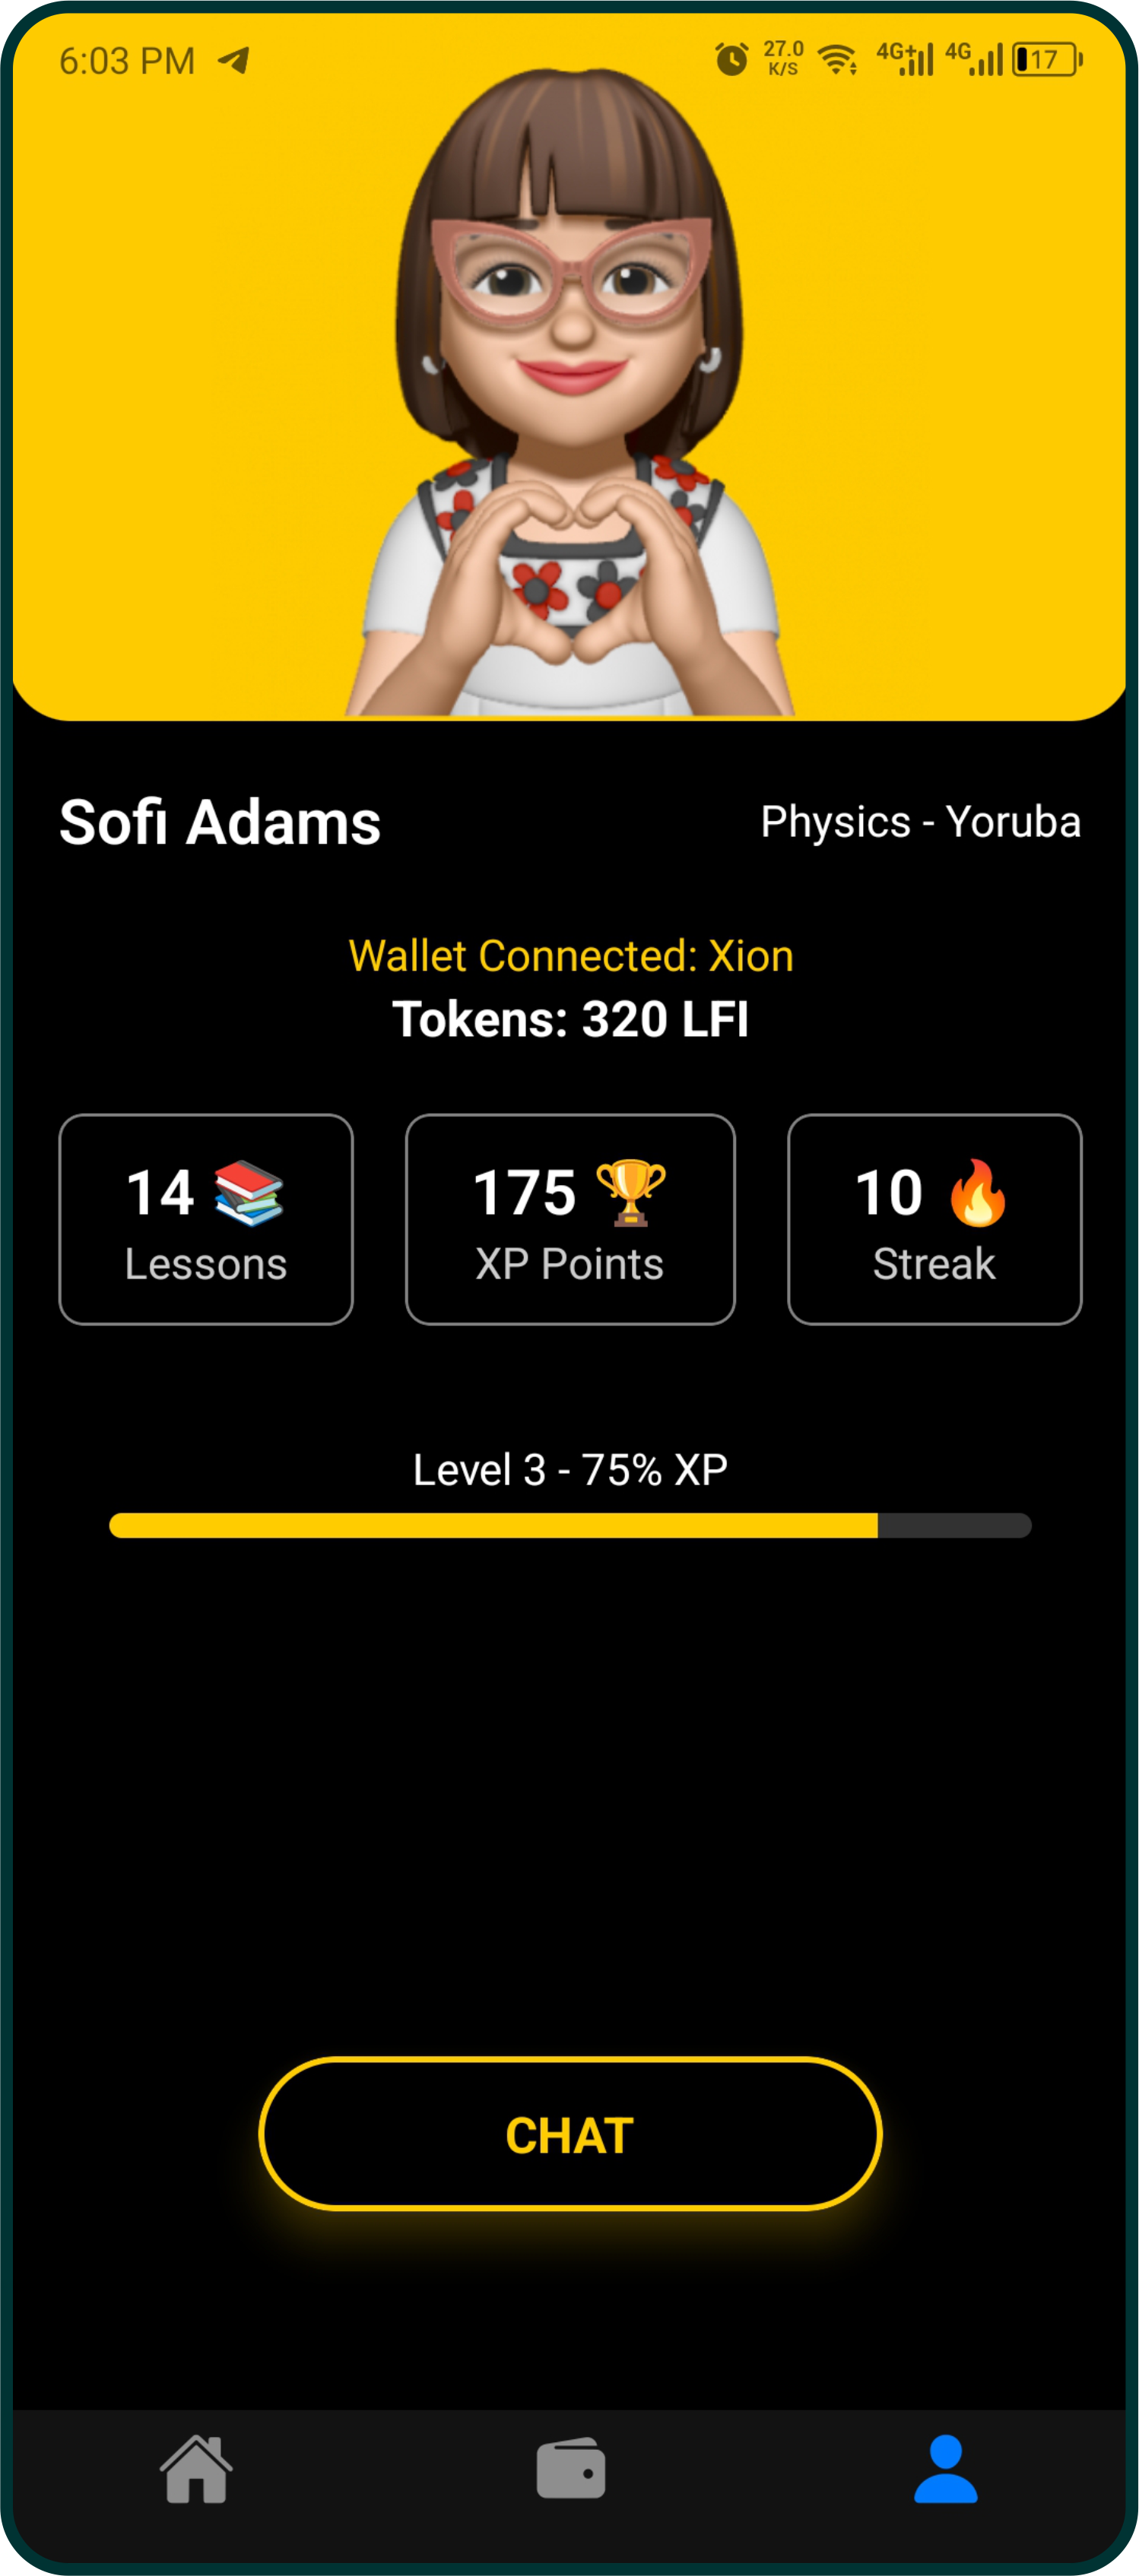 6:03 PM 27.0 K/S 4G+ 4G 17
Sofi Adams
Physics - Yoruba
Wallet Connected: Xion
Tokens: 320 LFI
14 📚 175 🏆 10 🔥
Lessons XP Points Streak
Level 3 - 75% XP
CHAT